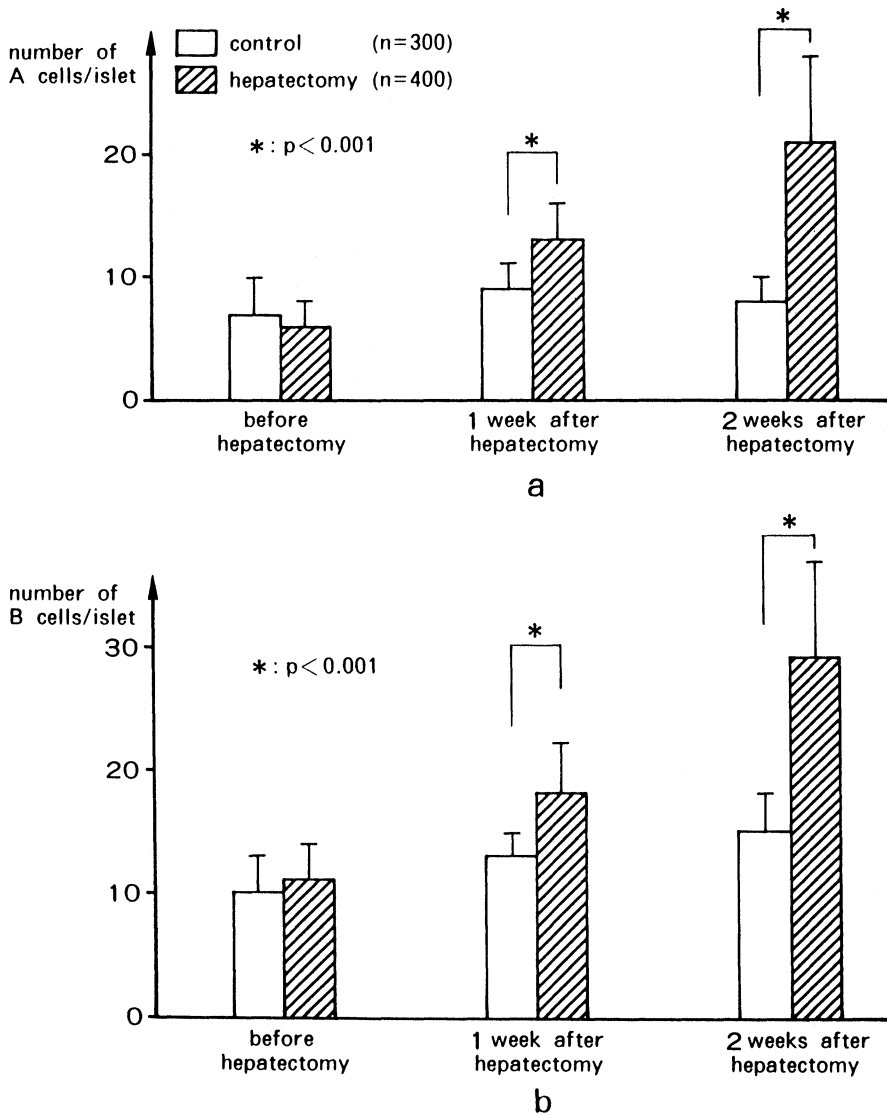 number of
A cells/islet
control (n=300)
hepatectomy (n=400)
*: p<0.001
*
*
20
10
0
before
hepatectomy
1 week after
hepatectomy
2 weeks after
hepatectomy
a
number of
B cells/islet
*: p<0.001
*
*
30
20
10
0
before
hepatectomy
1 week after
hepatectomy
2 weeks after
hepatectomy
b